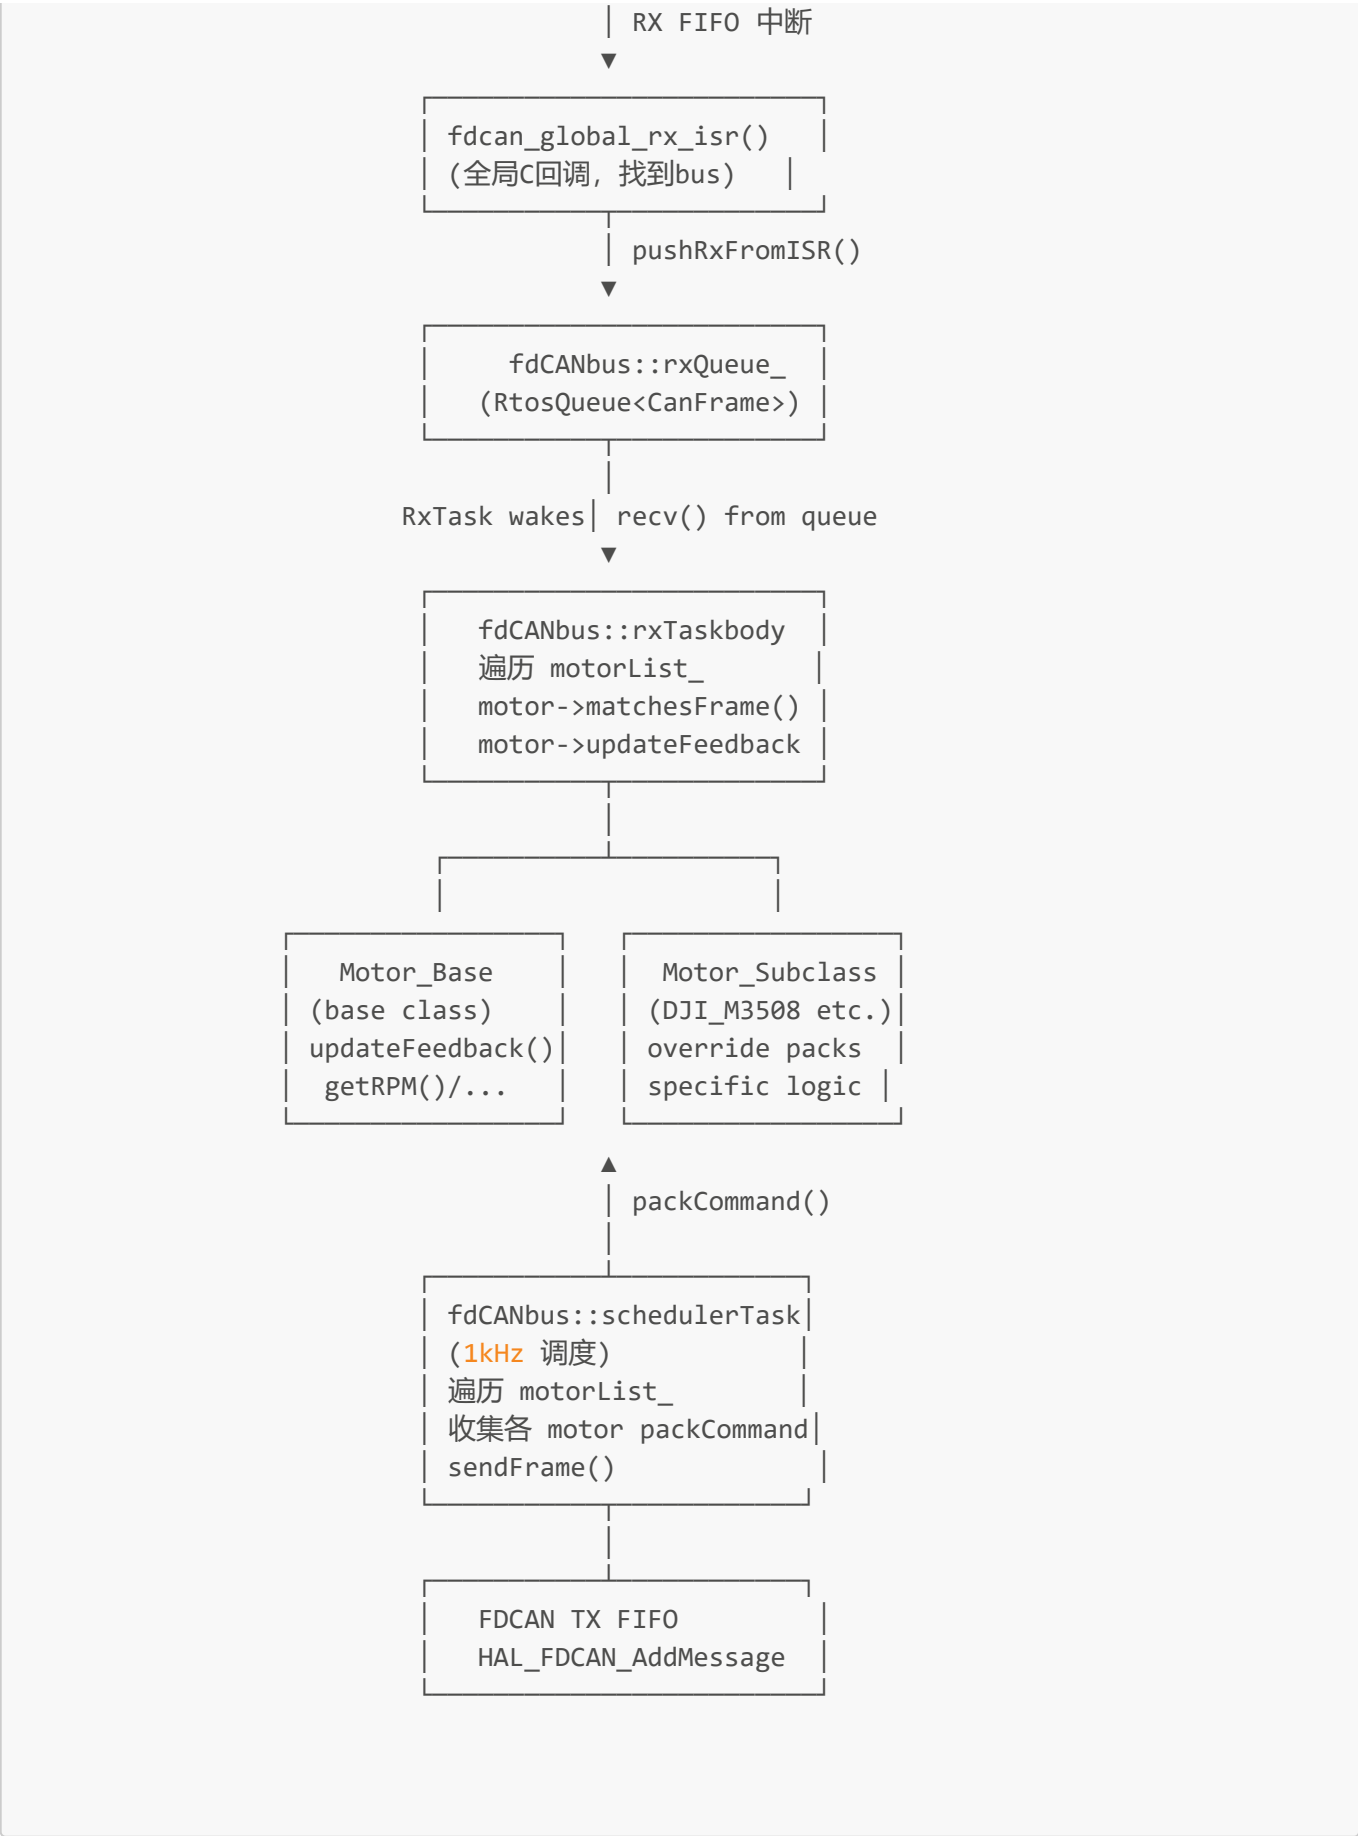 RX FIFO 中断
fdcan_global_rx_isr()
(全局C回调, 找到bus)
pushRxFromISR()
fdCANbus::rxQueue_
(RtosQueue<CanFrame>)
RxTask wakes│ recv() from queue
fdCANbus::rxTaskbody
遍历 motorList_
motor->matchesFrame()
motor->updateFeedback
Motor_Base
(base class)
updateFeedback()
getRPM()/...
Motor_Subclass
(DJI_M3508 etc.)
override packs
specific logic
packCommand()
fdCANbus::schedulerTask
(1kHz 调度)
遍历 motorList_
收集各 motor packCommand
sendFrame()
FDCAN TX FIFO
HAL_FDCAN_AddMessage